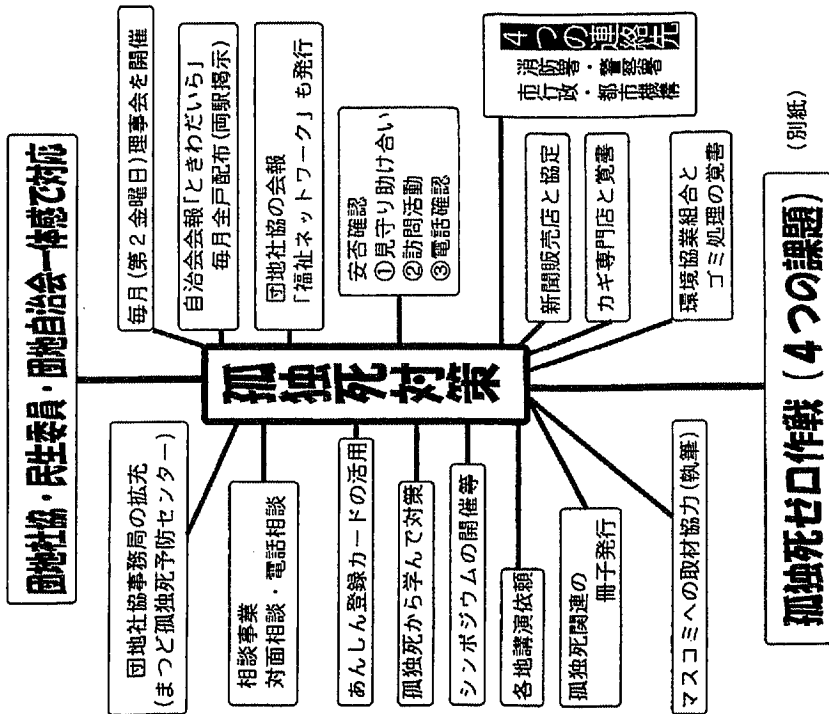 団地社協・民生委員・団地自治会一体感で対応
毎月(第2金曜日)理事会を開催
自治会会報「ときわだいら」
毎月全戸配布(両駅掲示)
団地社協の会報
「福祉ネットワーク」も発行
安否確認
①見守り助け合い
②訪問活動
③電話確認
4つの連絡先
消防署・警察署
市行政・都市機構
新聞販売店と協定
カギ専門店と覚書
環境協業組合と
ゴミ処理の覚書
孤独死対策
団地社協事務局の拡充
(まつど孤独死予防センター)
相談事業
対面相談・電話相談
あんしん登録カードの活用
孤独死から学んで対策
シンポジウムの開催等
各地講演依頼
孤独死関連の
冊子発行
マスコミへの取材協力(執筆)
孤独死ゼロ作戦(4つの課題)
(別紙)